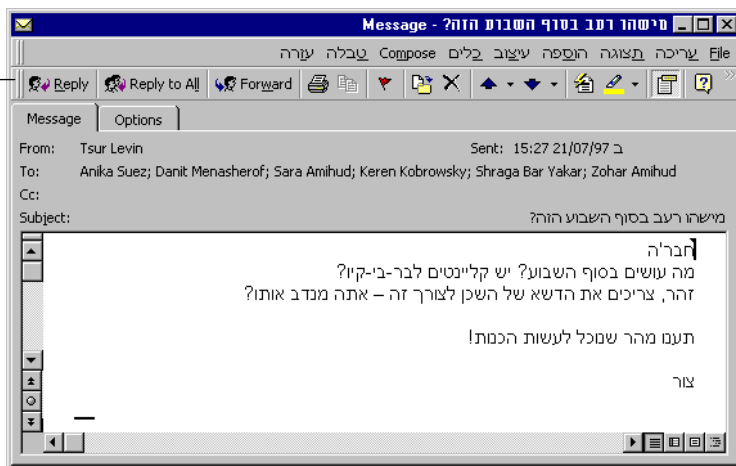 מישהו רעב בסוף השבוע הזה? - Message
File עריכה תצוגה הוספה עיצוב כלים Compose טבלה עזרה
Reply Reply to All Forward
Message Options
From: Tsur Levin Sent: ב 21/07/97 15:27
To: Anika Suez; Danit Menasherof; Sara Amihud; Keren Kobrowsky; Shraga Bar Yakar; Zohar Amihud
Cc:
Subject: מישהו רעב בסוף השבוע הזה?
חבר'ה
מה עושים בסוף השבוע? יש קליינטים לבר-בי-קיו?
זהר, צריכים את הדשא של השכן לצורך זה – אתה מנדב אותו?
תענו מהר שנוכל לעשות הכנות!
צור